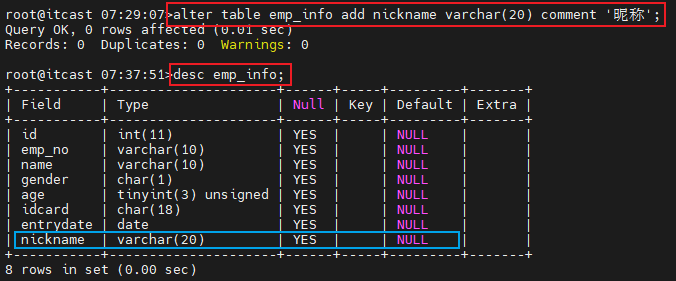 root@itcast 07:29:07>alter table emp_info add nickname varchar(20) comment '昵称';
Query OK, 0 rows affected (0.01 sec)
Records: 0  Duplicates: 0  Warnings: 0
root@itcast 07:37:51>desc emp_info;
+-----------+---------------------+------+-----+---------+-------+
| Field     | Type                | Null | Key | Default | Extra |
+-----------+---------------------+------+-----+---------+-------+
| id        | int(11)             | YES  |     | NULL    |       |
| emp_no    | varchar(10)         | YES  |     | NULL    |       |
| name      | varchar(10)         | YES  |     | NULL    |       |
| gender    | char(1)             | YES  |     | NULL    |       |
| age       | tinyint(3) unsigned | YES  |     | NULL    |       |
| idcard    | char(18)            | YES  |     | NULL    |       |
| entrydate | date                | YES  |     | NULL    |       |
| nickname  | varchar(20)         | YES  |     | NULL    |       |
+-----------+---------------------+------+-----+---------+-------+
8 rows in set (0.00 sec)